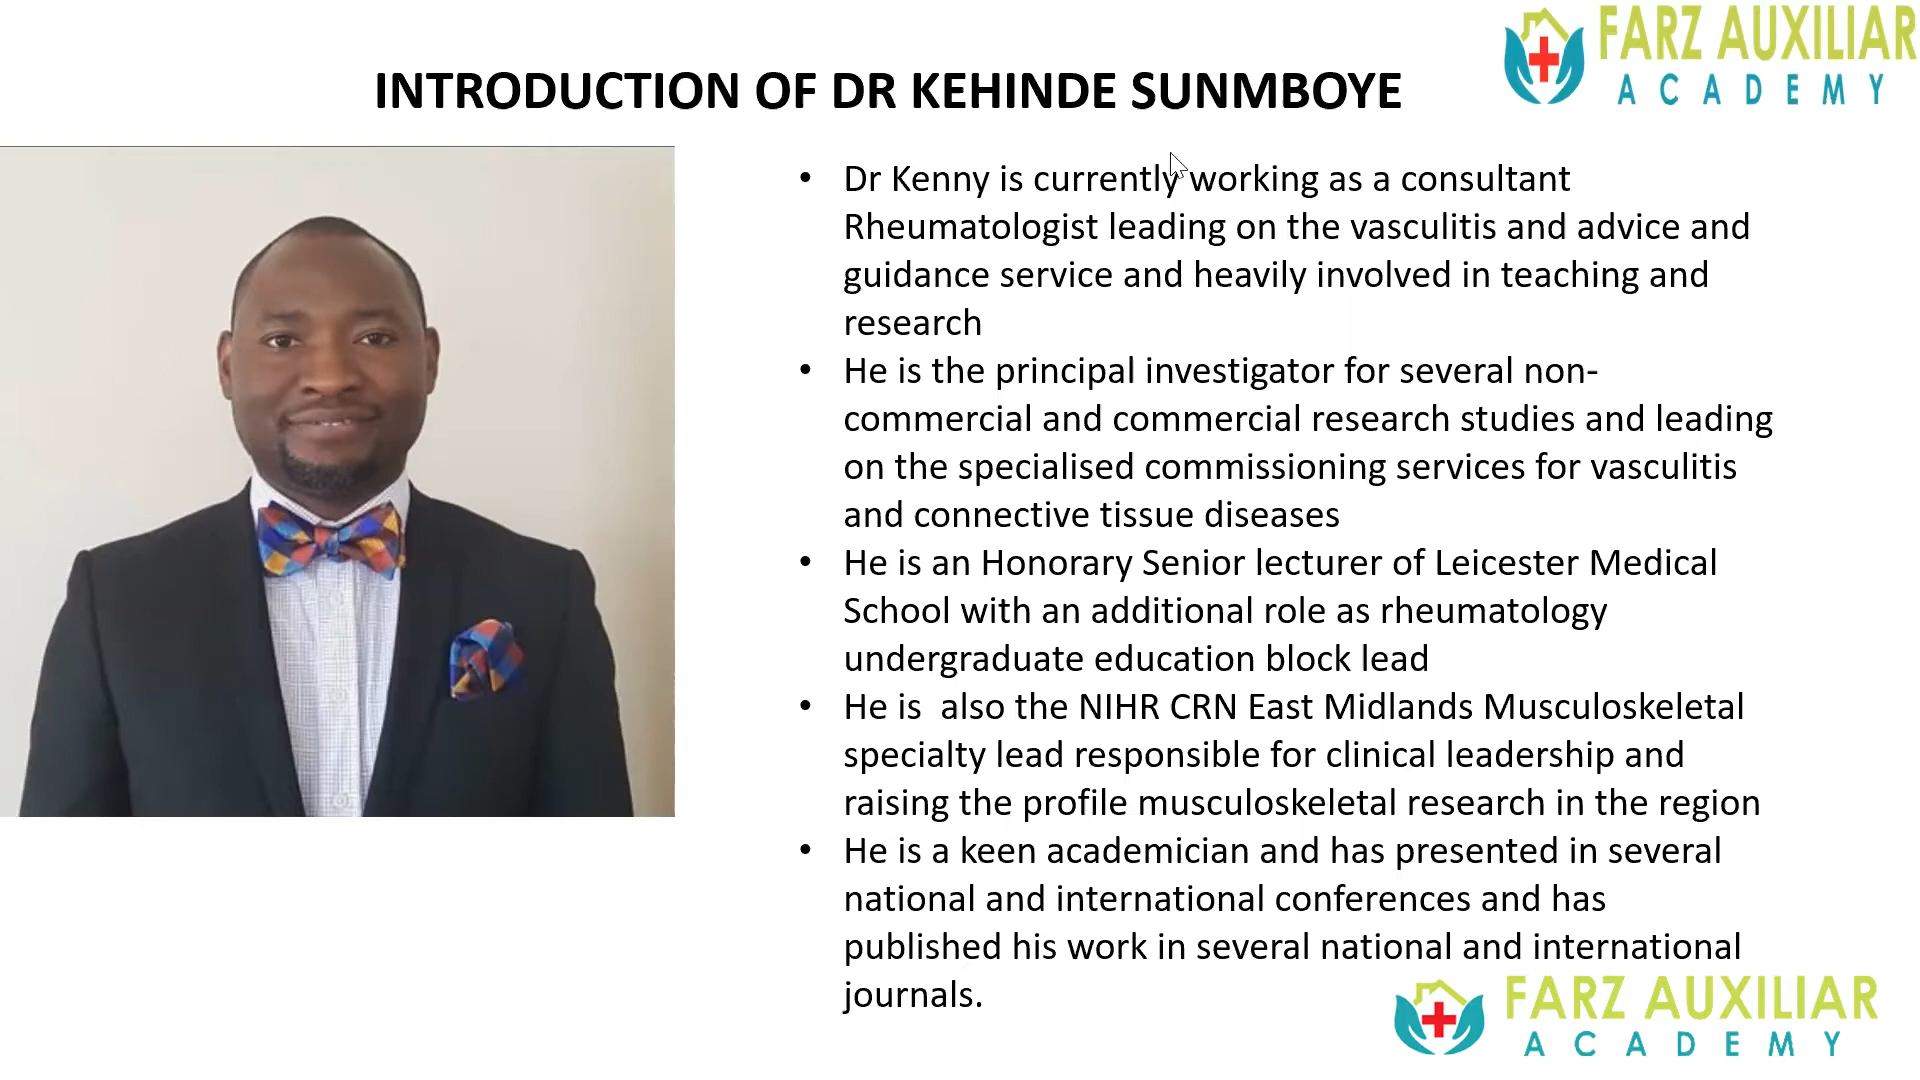 FARZ AUXILIAR
ACADEMY
INTRODUCTION OF DR KEHINDE SUNMBOYE
• Dr Kenny is currently working as a consultant
Rheumatologist leading on the vasculitis and advice and
guidance service and heavily involved in teaching and
research
• He is the principal investigator for several non-
commercial and commercial research studies and leading
on the specialised commissioning services for vasculitis
and connective tissue diseases
• He is an Honorary Senior lecturer of Leicester Medical
School with an additional role as rheumatology
undergraduate education block lead
• He is  also the NIHR CRN East Midlands Musculoskeletal
specialty lead responsible for clinical leadership and
raising the profile musculoskeletal research in the region
• He is a keen academician and has presented in several
national and international conferences and has
published his work in several national and international
journals.
FARZ AUXILIAR
ACADEMY